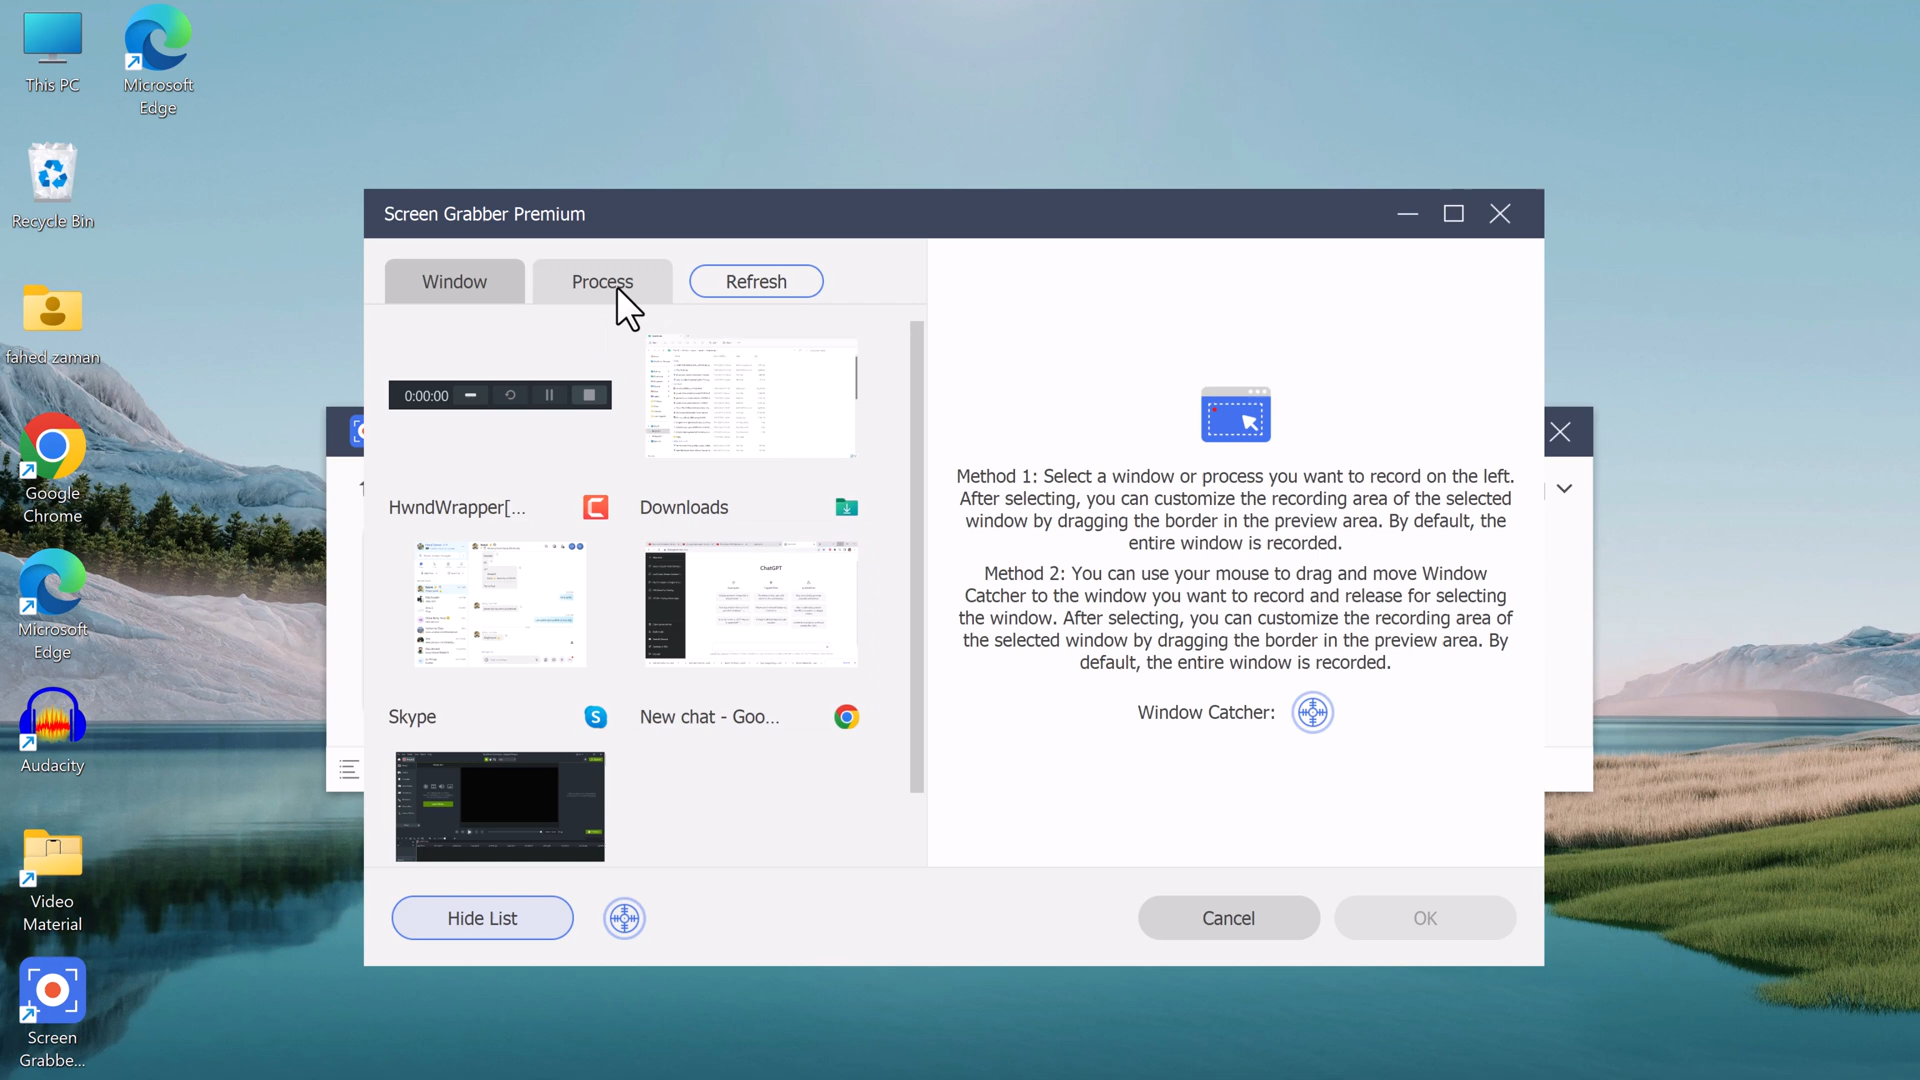 This PC
Microsoft
Edge
Recycle Bin
fahed zaman
Google
Chrome
Microsoft
Edge
Audacity
Video
Material
Screen
Grabbe...
Screen Grabber Premium
Window
Process
Refresh
0:00:00
HwndWrapper[...
Downloads
ChatGPT
Skype
New chat - Goo...
Method 1: Select a window or process you want to record on the left.
After selecting, you can customize the recording area of the selected
window by dragging the border in the preview area. By default, the
entire window is recorded.
Method 2: You can use your mouse to drag and move Window
Catcher to the window you want to record and release for selecting
the window. After selecting, you can customize the recording area of
the selected window by dragging the border in the preview area. By
default, the entire window is recorded.
Window Catcher:
Hide List
Cancel
OK